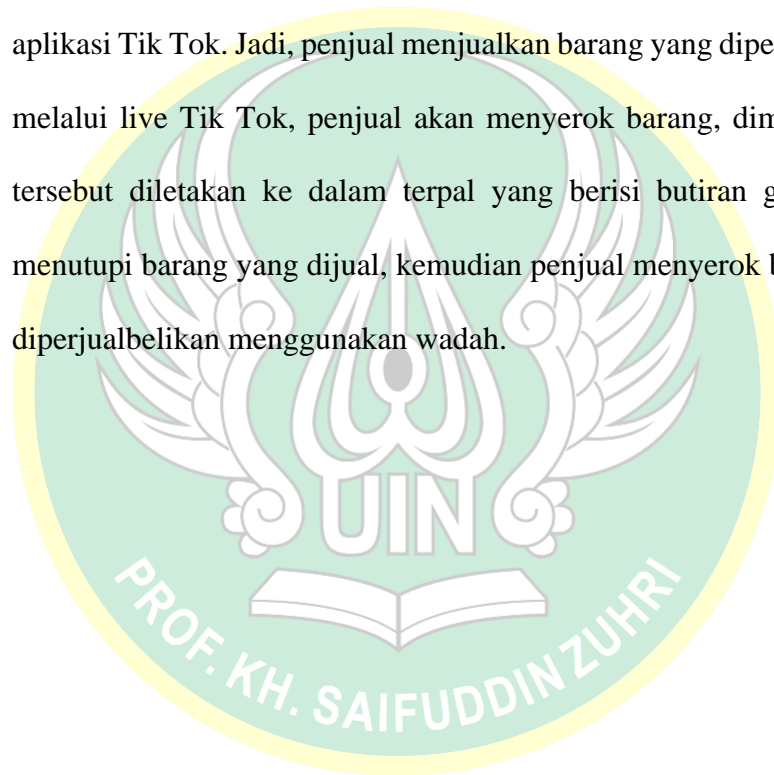 aplikasi Tik Tok. Jadi, penjual menjualkan barang yang
melalui live Tik Tok, penjual akan menyerok barang,
tersebut diletakan ke dalam terpal yang berisi butiran
menutupi barang yang dijual, kemudian penjual menyerok
diperjualbelikan menggunakan wadah.
UIN
PROF. KH. SAIFUDDIN ZUHRI